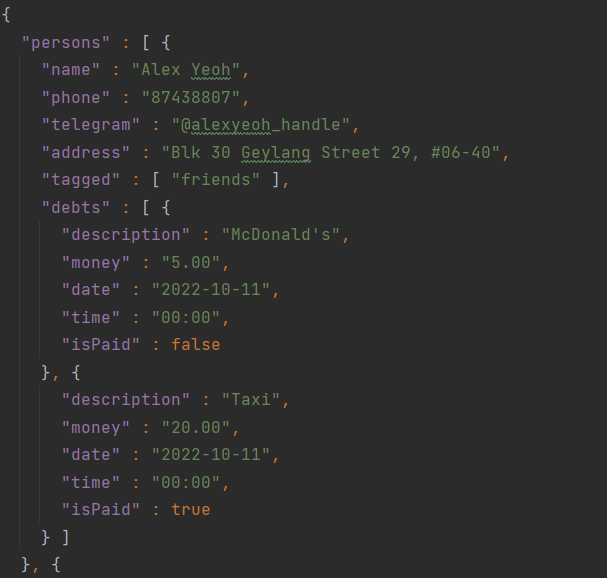 {
  "persons" : [ {
    "name" : "Alex Yeoh",
    "phone" : "87438807",
    "telegram" : "@alexyeoh_handle",
    "address" : "Blk 30 Geylang Street 29, #06-40",
    "tagged" : [ "friends" ],
    "debts" : [ {
      "description" : "McDonald's",
      "money" : "5.00",
      "date" : "2022-10-11",
      "time" : "00:00",
      "isPaid" : false
    }, {
      "description" : "Taxi",
      "money" : "20.00",
      "date" : "2022-10-11",
      "time" : "00:00",
      "isPaid" : true
    } ]
  }, {